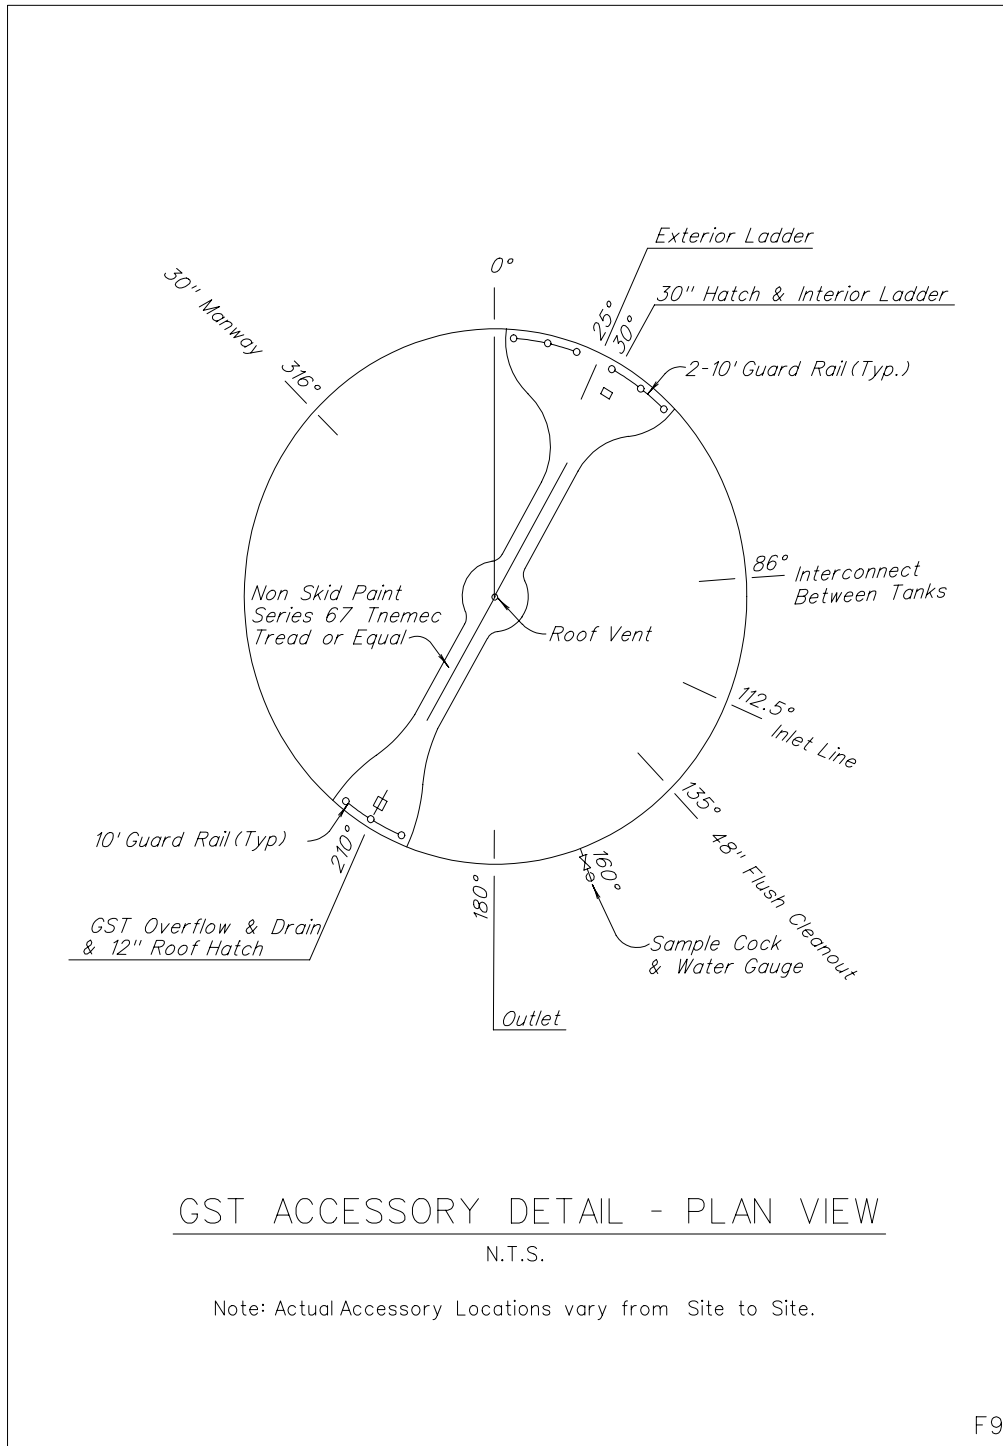 Exterior Ladder
0°
30" Hatch & Interior Ladder
30" Manway
25°
30°
2-10' Guard Rail (Typ.)
316°
86°
Interconnect
Between Tanks
Non Skid Paint
Series 67 Tnemec
Tread or Equal
Roof Vent
112.5°
Inlet Line
135°
48" Flush Cleanout
10' Guard Rail (Typ)
210°
160°
180°
GST Overflow & Drain
& 12" Roof Hatch
Sample Cock
& Water Gauge
Outlet
GST ACCESSORY DETAIL - PLAN VIEW
N.T.S.
Note: Actual Accessory Locations vary from Site to Site.
F9